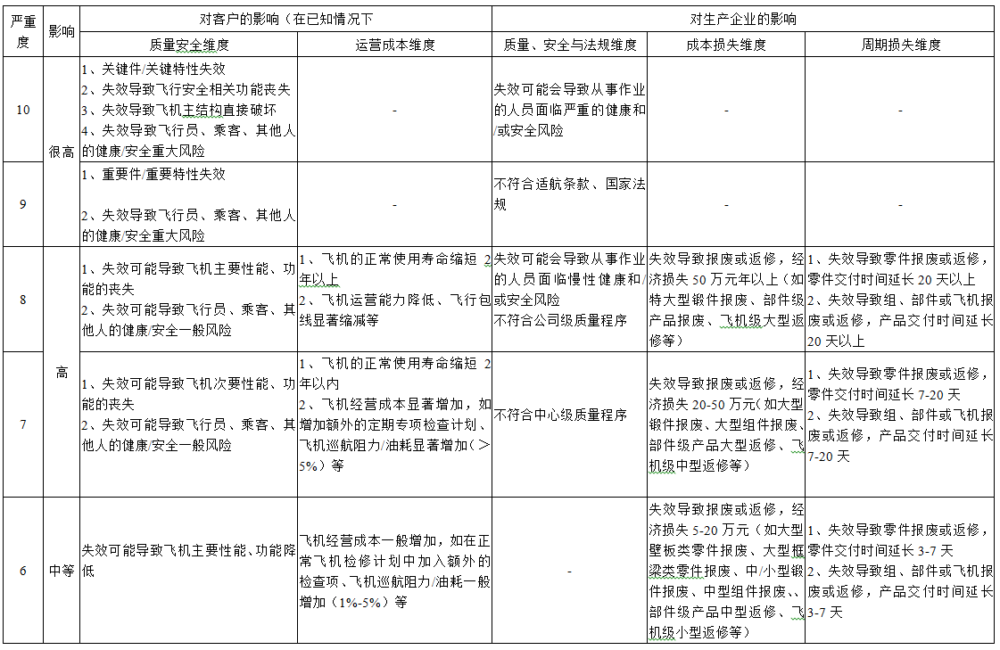 严重
度
影响
对客户的影响（在已知情况下
对生产企业的影响
质量安全维度
运营成本维度
质量、安全与法规维度
成本损失维度
周期损失维度
10
很高
1、关键件/关键特性失效
2、失效导致飞行安全相关功能丧失
3、失效导致飞机主结构直接破坏
4、失效导致飞行员、乘客、其他人
的健康/安全重大风险
-
失效可能会导致从事作业
的人员面临严重的健康和
/或安全风险
-
-
9
1、重要件/重要特性失效
2、失效导致飞行员、乘客、其他人
的健康/安全重大风险
-
不符合适航条款、国家法
规
-
-
8
高
1、失效可能导致飞机主要性能、功
能的丧失
2、失效可能导致飞行员、乘客、其
他人的健康/安全一般风险
1、飞机的正常使用寿命缩短 2
年以上
2、飞机运营能力降低、飞行包
线显著缩减等
失效可能会导致从事作业
的人员面临慢性健康和/
或安全风险
不符合公司级质量程序
失效导致报废或返修，经
济损失 50 万元年以上（如
特大型锻件报废、部件级
产品报废、飞机级大型返
修等）
1、失效导致零件报废或返修，
零件交付时间延长 20 天以上
2、失效导致组、部件或飞机报
废或返修，产品交付时间延长
20 天以上
7
1、失效可能导致飞机次要性能、功
能的丧失
2、失效可能导致飞行员、乘客、其
他人的健康/安全一般风险
1、飞机的正常使用寿命缩短 2
年以内
2、飞机经营成本显著增加，如
增加额外的定期专项检查计划、
飞机巡航阻力/油耗显著增加（＞
5%）等
不符合中心级质量程序
失效导致报废或返修，经
济损失 20-50 万元（如大型
锻件报废、大型组件报废、
部件级产品大型返修、飞
机级中型返修等）
1、失效导致零件报废或返修，
零件交付时间延长 7-20 天
2、失效导致组、部件或飞机报
废或返修，产品交付时间延长
7-20 天
6
中等
失效可能导致飞机主要性能、功能降
低
飞机经营成本一般增加，如在正
常飞机检修计划中加入额外的
检查项、飞机巡航阻力/油耗一般
增加（1%-5%）等
-
失效导致报废或返修，经
济损失 5-20 万元（如大型
壁板类零件报废、大型框
梁类零件报废、中/小型锻
件报废、中型组件报废、、
部件级产品中型返修、飞
机级小型返修等）
1、失效导致零件报废或返修，
零件交付时间延长 3-7 天
2、失效导致组、部件或飞机报
废或返修，产品交付时间延长
3-7 天